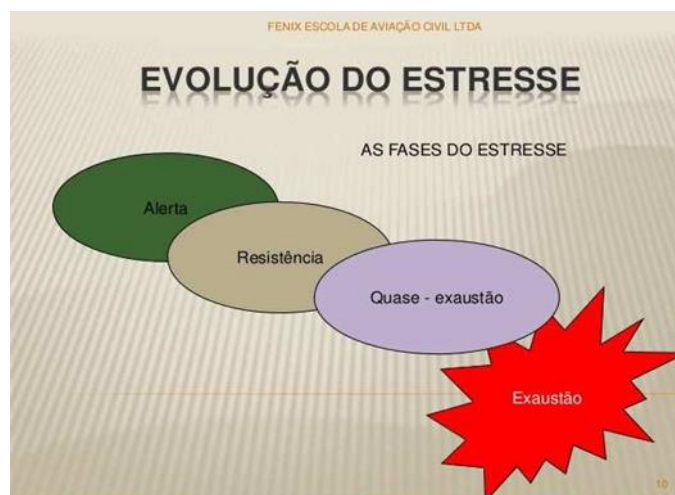 FENIX ESCOLA DE AVIAÇÃO CIVIL LTDA
EVOLUÇÃO DO ESTRESSE
AS FASES DO ESTRESSE
Alerta
Resistência
Quase - exaustão
Exaustão
10